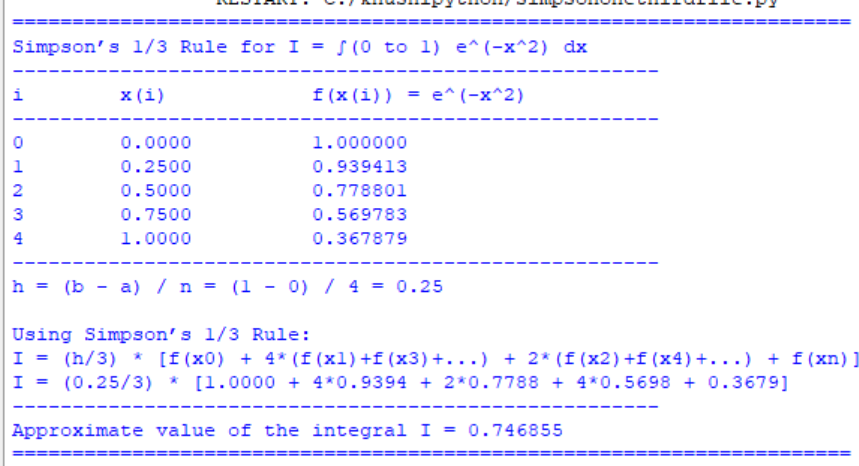 RESTART: C:/khushipython/simpsononethirdfile.py
======================================================================
Simpson's 1/3 Rule for I = ∫(0 to 1) e^(-x^2) dx
------------------------------------------------------
i x(i) f(x(i)) = e^(-x^2)
------------------------------------------------------
0 0.0000 1.000000
1 0.2500 0.939413
2 0.5000 0.778801
3 0.7500 0.569783
4 1.0000 0.367879
------------------------------------------------------
h = (b - a) / n = (1 - 0) / 4 = 0.25
Using Simpson's 1/3 Rule:
I = (h/3) * [f(x0) + 4*(f(x1)+f(x3)+...) + 2*(f(x2)+f(x4)+...) + f(xn)]
I = (0.25/3) * [1.0000 + 4*0.9394 + 2*0.7788 + 4*0.5698 + 0.3679]
------------------------------------------------------
Approximate value of the integral I = 0.746855
======================================================================